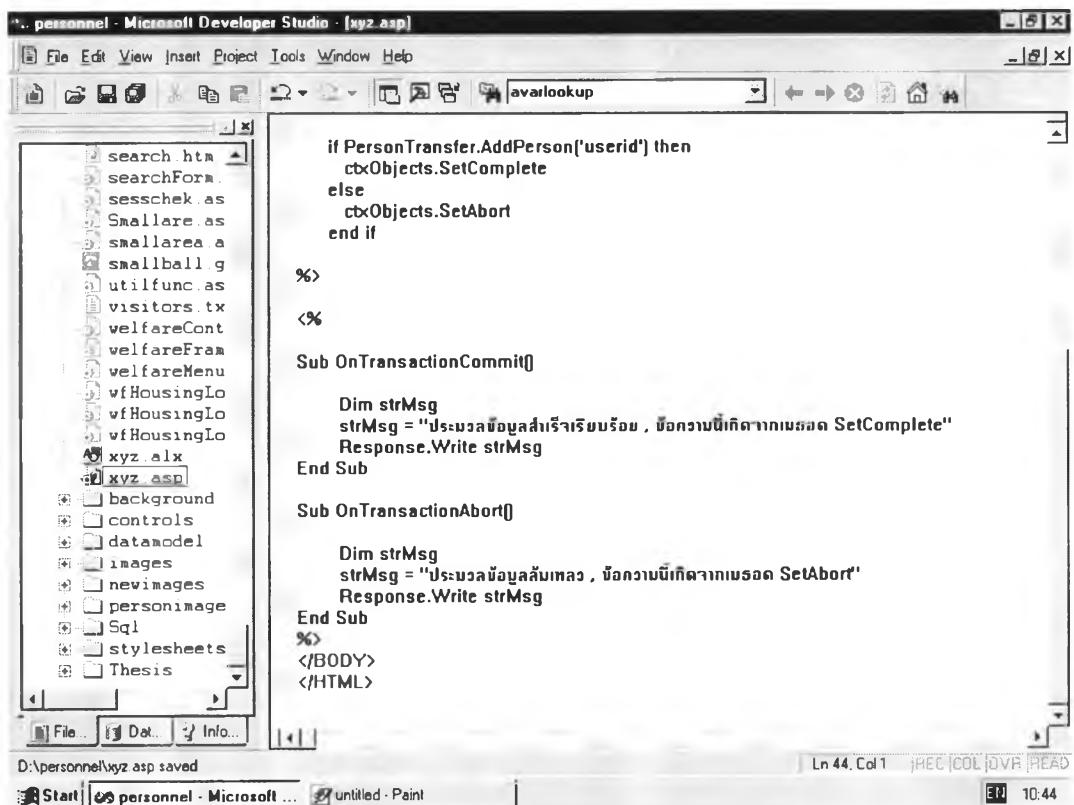 personnel - Microsoft Developer Studio - [xyz.asp]
File Edit View Insert Project Tools Window Help
avarlookup
search.htm
searchForm.
sesschek.as
Smallare.as
smallarea.a
smallball.g
utilfunc.as
visitors.tx
welfareCont
welfareFram
welfareMenu
wfHousingLo
wfHousingLo
wfHousingLo
xyz.alx
xyz.asp
background
controls
datamodel
images
newimages
personimage
Sql
stylesheets
Thesis
File... Dat... Info...
if PersonTransfer.AddPerson('userid') then
ctxObjects.SetComplete
else
ctxObjects.SetAbort
end if
%>
<%
Sub OnTransactionCommit()
Dim strMsg
strMsg = "ประมวลข้อมูลสำเร็จเรียบร้อย , ข้อความนี้เกิดจากเมธอด SetComplete"
Response.Write strMsg
End Sub
Sub OnTransactionAbort()
Dim strMsg
strMsg = "ประมวลข้อมูลล้มเหลว , ข้อความนี้เกิดจากเมธอด SetAbort"
Response.Write strMsg
End Sub
%>
</BODY>
</HTML>
D:\personnel\xyz.asp saved
Ln 44, Col 1 REC COL OVR READ
Start personnel - Microsoft ... untitled - Paint EN 10:44